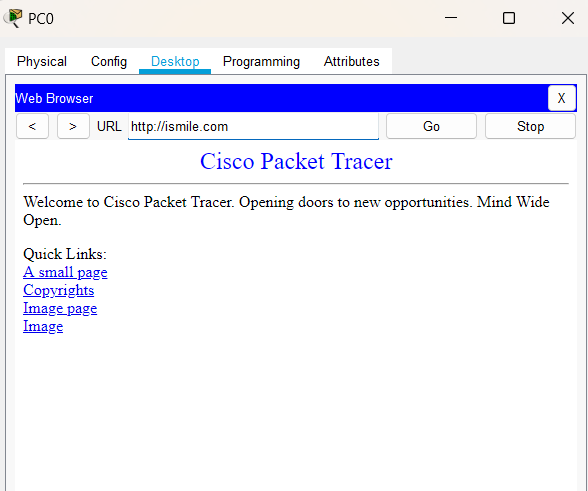 PC0
Physical Config Desktop Programming Attributes
Web Browser X
< > URL http://ismile.com Go Stop
Cisco Packet Tracer
Welcome to Cisco Packet Tracer. Opening doors to new opportunities. Mind Wide
Open.
Quick Links:
A small page
Copyrights
Image page
Image